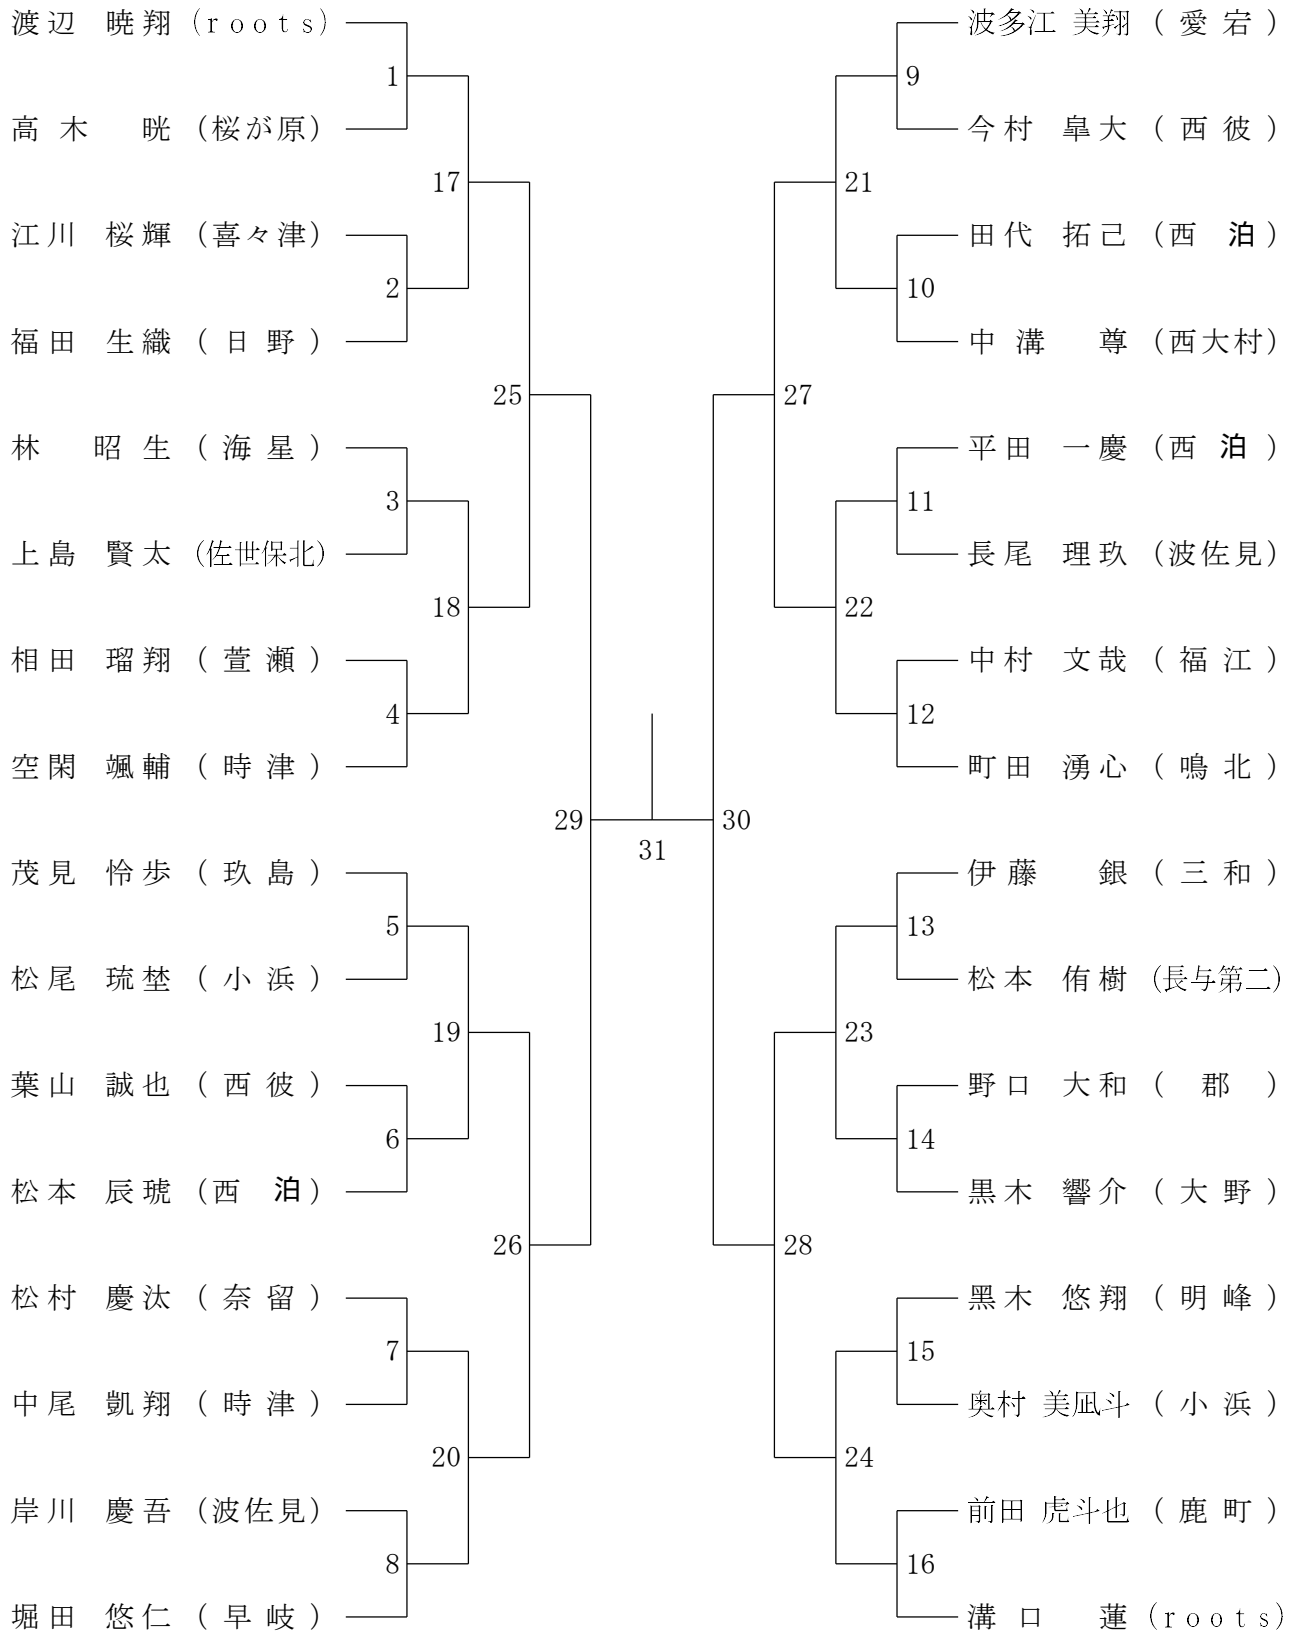 渡辺 暁翔 (roots)
1
高木 晄 (桜が原)
17
江川 桜輝 (喜々津)
2
福田 生織 (日野)
25
林 昭生 (海星)
3
上島 賢太 (佐世保北)
18
相田 瑠翔 (萱瀬)
4
空閑 颯輔 (時津)
29
茂見 怜歩 (玖島)
5
松尾 琉埜 (小浜)
19
葉山 誠也 (西彼)
6
松本 辰琥 (西泊)
26
松村 慶汰 (奈留)
7
中尾 凱翔 (時津)
20
岸川 慶吾 (波佐見)
8
堀田 悠仁 (早岐)
31
波多江 美翔 (愛宕)
9
今村 皐大 (西彼)
21
田代 拓己 (西泊)
10
中溝 尊 (西大村)
27
平田 一慶 (西泊)
11
長尾 理玖 (波佐見)
22
中村 文哉 (福江)
12
町田 湧心 (鳴北)
30
伊藤 銀 (三和)
13
松本 侑樹 (長与第二)
23
野口 大和 (郡)
14
黒木 響介 (大野)
28
黒木 悠翔 (明峰)
15
奥村 美凪斗 (小浜)
24
前田 虎斗也 (鹿町)
16
溝口 蓮 (roots)